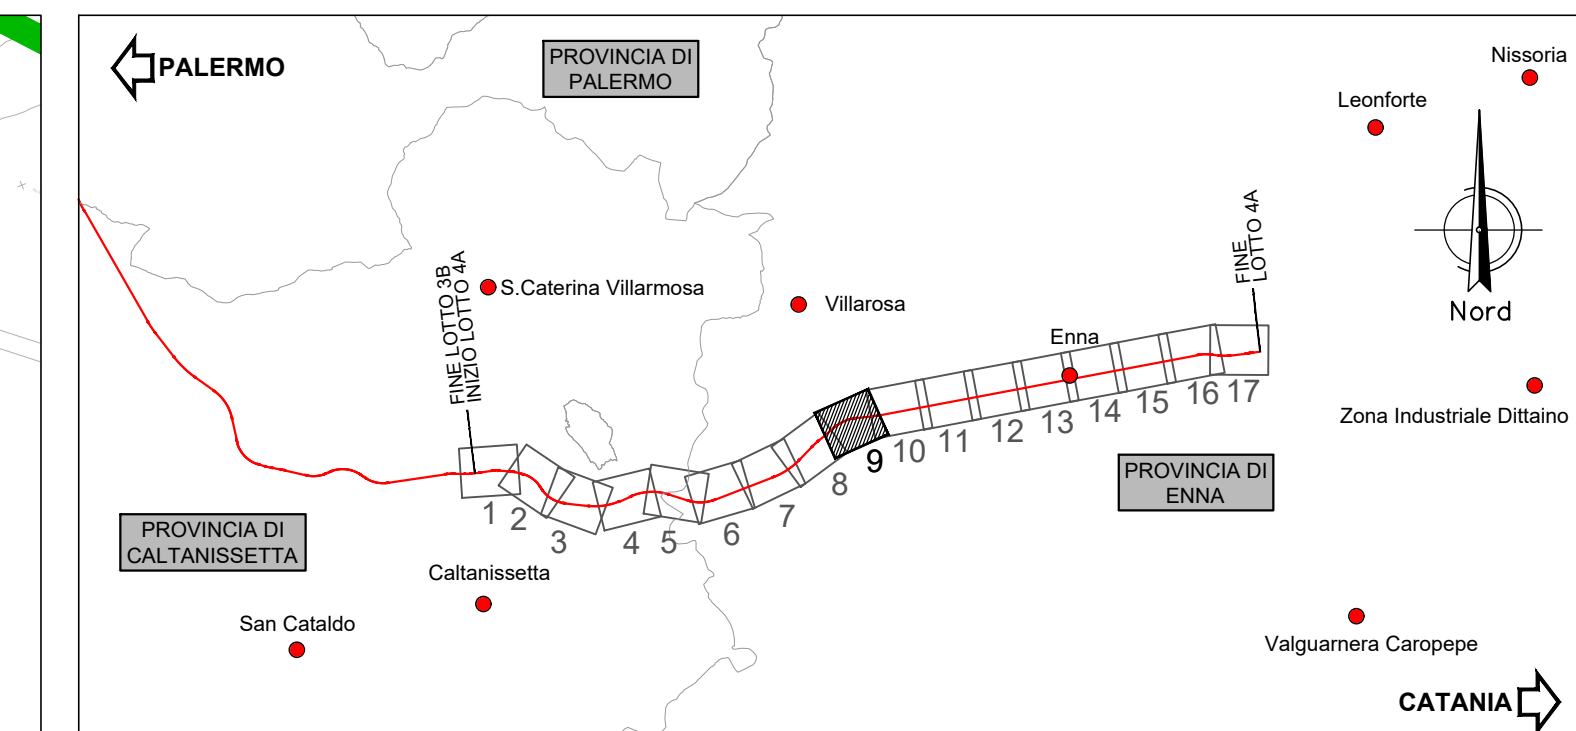 PALERMO
PROVINCIA DI
PALERMO
Nissoria
Leonforte
Nord
FINE LOTTO 3B
INIZIO LOTTO 4A
S.Caterina Villarmosa
Villarosa
FINE
LOTTO 4A
Enna
Zona Industriale Dittaino
1
2
3
4
5
6
7
8
9
10
11
12
13
14
15
16
17
PROVINCIA DI
ENNA
PROVINCIA DI
CALTANISSETTA
Caltanissetta
San Cataldo
Valguarnera Caropepe
CATANIA